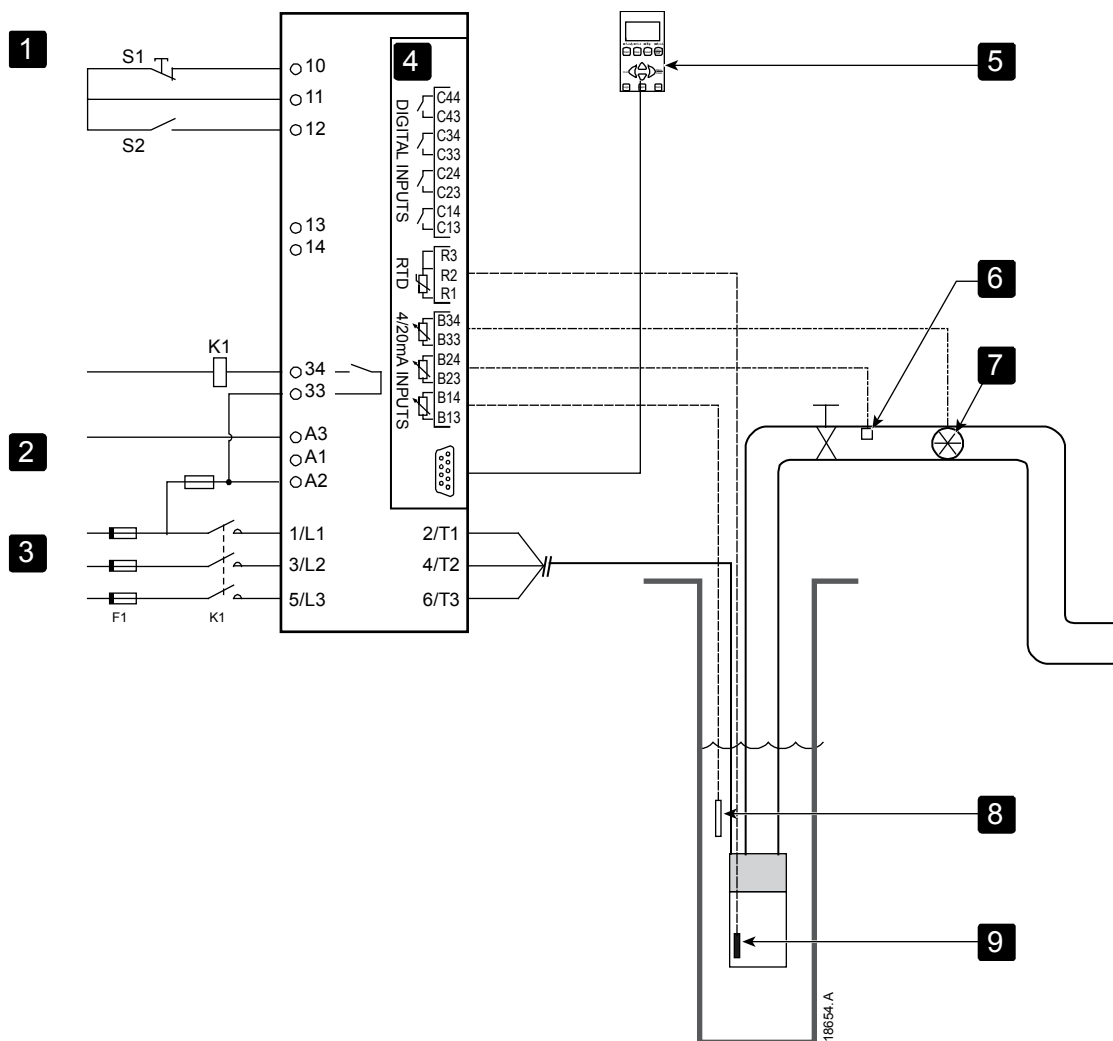 1
S1
10
11
12
S2
13
14
K1
34
33
2
A3
A1
A2
3
1/L1
3/L2
5/L3
F1
K1
2/T1
4/T2
6/T3
4
DIGITAL INPUTS
C44
C43
C34
C33
C24
C23
C14
C13
RTD
R3
R2
R1
4/20mA INPUTS
B34
B33
B24
B23
B14
B13
5
6
7
8
9
18654.A